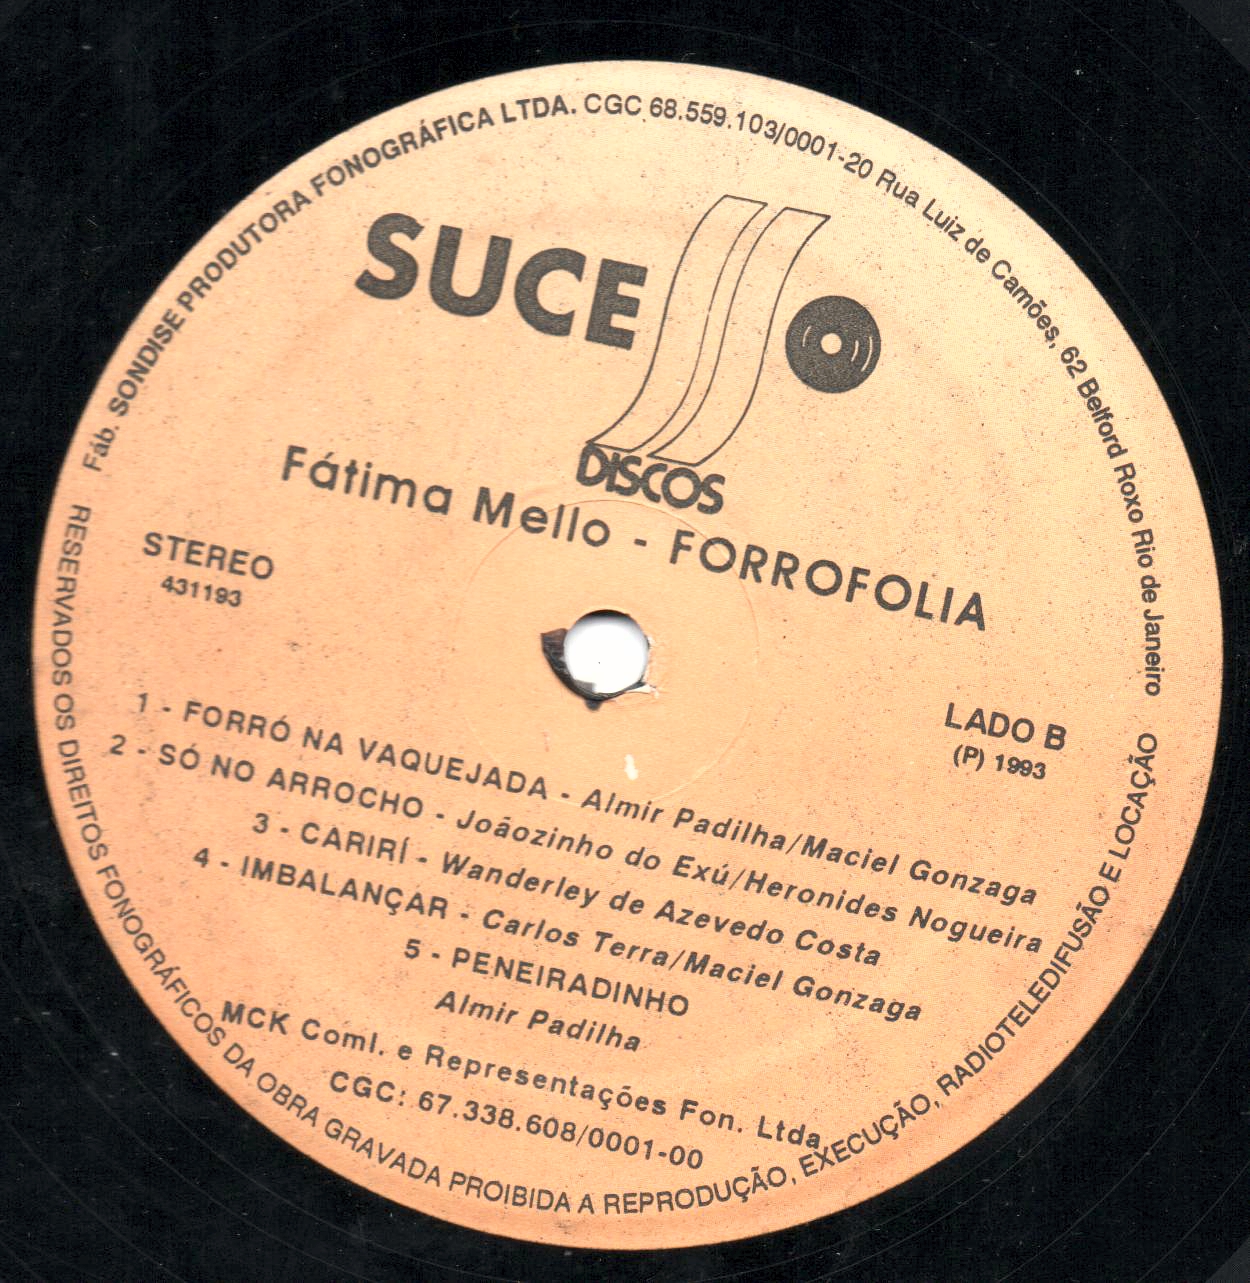 Fáb. SONDISE PRODUTORA FONOGRÁFICA LTDA. CGC 68.559.103/0001-20 Rua Luiz de Camões, 62 Belford Roxo Rio de Janeiro
SUCESSO
DISCOS
Fátima Mello - FORROFOLIA
STEREO
431193
LADO B
(P) 1993
1 - FORRÓ NA VAQUEJADA - Almir Padilha/Maciel Gonzaga
2 - SÓ NO ARROCHO - Joãozinho do Exú/Heronides Nogueira
3 - CARIRÍ - Wanderley de Azevedo Costa
4 - IMBALANÇAR - Carlos Terra/Maciel Gonzaga
5 - PENEIRADINHO
Almir Padilha
MCK Coml. e Representações Fon. Ltda.
CGC: 67.338.608/0001-00
RESERVADOS OS DIREITOS FONOGRÁFICOS DA OBRA GRAVADA PROIBIDA A REPRODUÇÃO, EXECUÇÃO, RADIOTELEDIFUSÃO E LOCAÇÃO